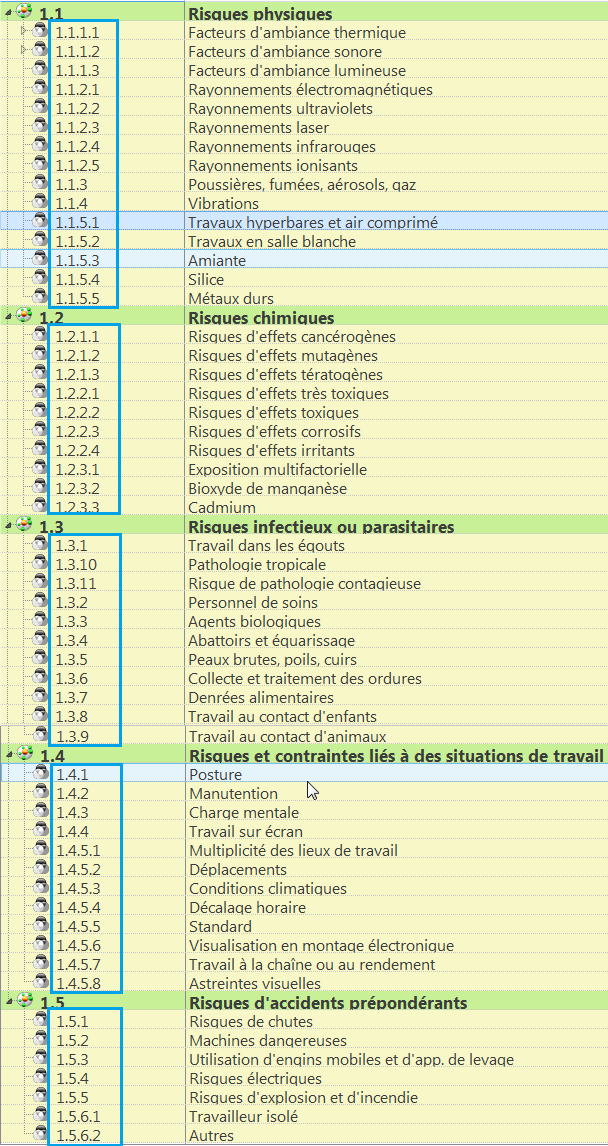 1.1 Risques physiques
1.1.1.1 Facteurs d'ambiance thermique
1.1.1.2 Facteurs d'ambiance sonore
1.1.1.3 Facteurs d'ambiance lumineuse
1.1.2.1 Rayonnements électromagnétiques
1.1.2.2 Rayonnements ultraviolets
1.1.2.3 Rayonnements laser
1.1.2.4 Rayonnements infrarouges
1.1.2.5 Rayonnements ionisants
1.1.3 Poussières, fumées, aérosols, gaz
1.1.4 Vibrations
1.1.5.1 Travaux hyperbares et air comprimé
1.1.5.2 Travaux en salle blanche
1.1.5.3 Amiante
1.1.5.4 Silice
1.1.5.5 Métaux durs
1.2 Risques chimiques
1.2.1.1 Risques d'effets cancérogènes
1.2.1.2 Risques d'effets mutagènes
1.2.1.3 Risques d'effets tératogènes
1.2.2.1 Risques d'effets très toxiques
1.2.2.2 Risques d'effets toxiques
1.2.2.3 Risques d'effets corrosifs
1.2.2.4 Risques d'effets irritants
1.2.3.1 Exposition multifactorielle
1.2.3.2 Bioxyde de manganèse
1.2.3.3 Cadmium
1.3 Risques infectieux ou parasitaires
1.3.1 Travail dans les égouts
1.3.10 Pathologie tropicale
1.3.11 Risque de pathologie contagieuse
1.3.2 Personnel de soins
1.3.3 Agents biologiques
1.3.4 Abattoirs et équarissage
1.3.5 Peaux brutes, poils, cuirs
1.3.6 Collecte et traitement des ordures
1.3.7 Denrées alimentaires
1.3.8 Travail au contact d'enfants
1.3.9 Travail au contact d'animaux
1.4 Risques et contraintes liés à des situations de travail
1.4.1 Posture
1.4.2 Manutention
1.4.3 Charge mentale
1.4.4 Travail sur écran
1.4.5.1 Multiplicité des lieux de travail
1.4.5.2 Déplacements
1.4.5.3 Conditions climatiques
1.4.5.4 Décalage horaire
1.4.5.5 Standard
1.4.5.6 Visualisation en montage électronique
1.4.5.7 Travail à la chaîne ou au rendement
1.4.5.8 Astreintes visuelles
1.5 Risques d'accidents prépondérants
1.5.1 Risques de chutes
1.5.2 Machines dangereuses
1.5.3 Utilisation d'engins mobiles et d'app. de levage
1.5.4 Risques électriques
1.5.5 Risques d'explosion et d'incendie
1.5.6.1 Travailleur isolé
1.5.6.2 Autres